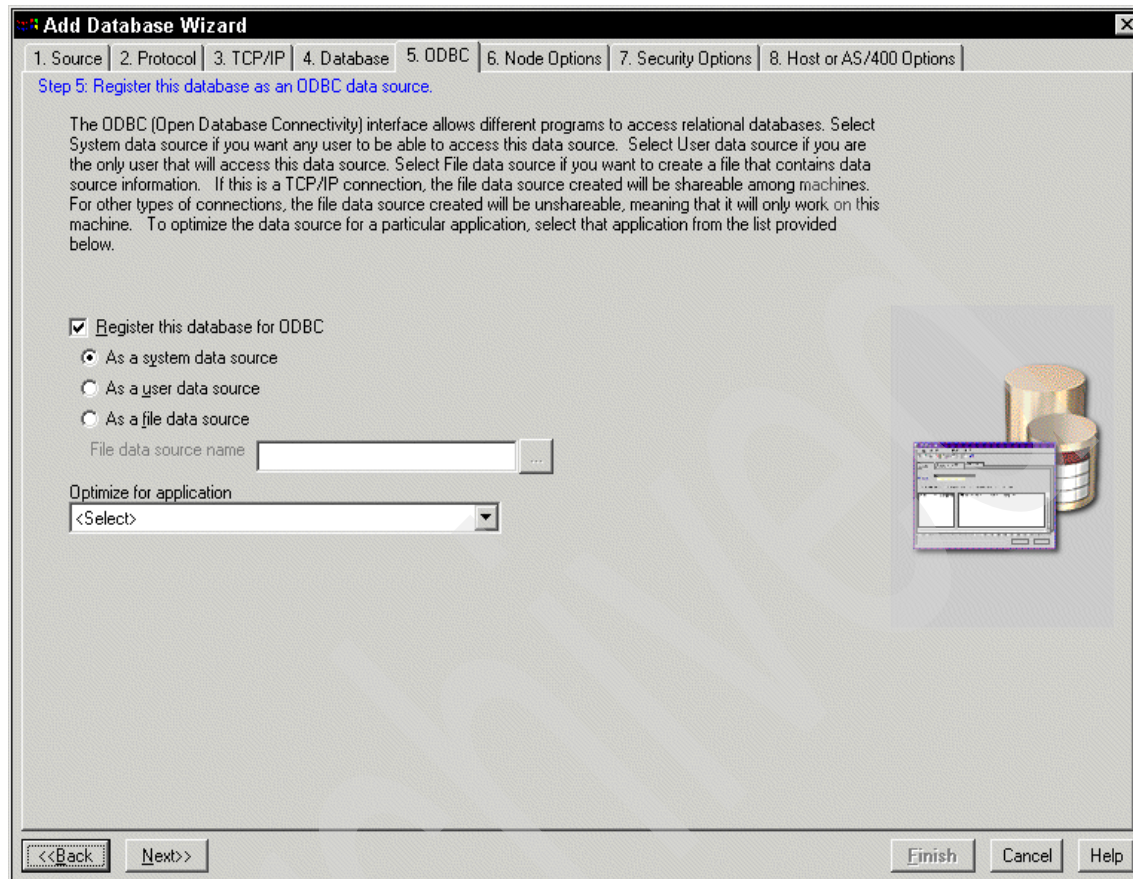 Add Database Wizard
1. Source 2. Protocol 3. TCP/IP 4. Database 5. ODBC 6. Node Options 7. Security Options 8. Host or AS/400 Options
Step 5: Register this database as an ODBC data source.
The ODBC (Open Database Connectivity) interface allows different programs to access relational databases. Select
System data source if you want any user to be able to access this data source. Select User data source if you are
the only user that will access this data source. Select File data source if you want to create a file that contains data
source information. If this is a TCP/IP connection, the file data source created will be shareable among machines.
For other types of connections, the file data source created will be unshareable, meaning that it will only work on this
machine. To optimize the data source for a particular application, select that application from the list provided
below.
Register this database for ODBC
As a system data source
As a user data source
As a file data source
File data source name ...
Optimize for application
<Select>
<<Back Next>> Finish Cancel Help